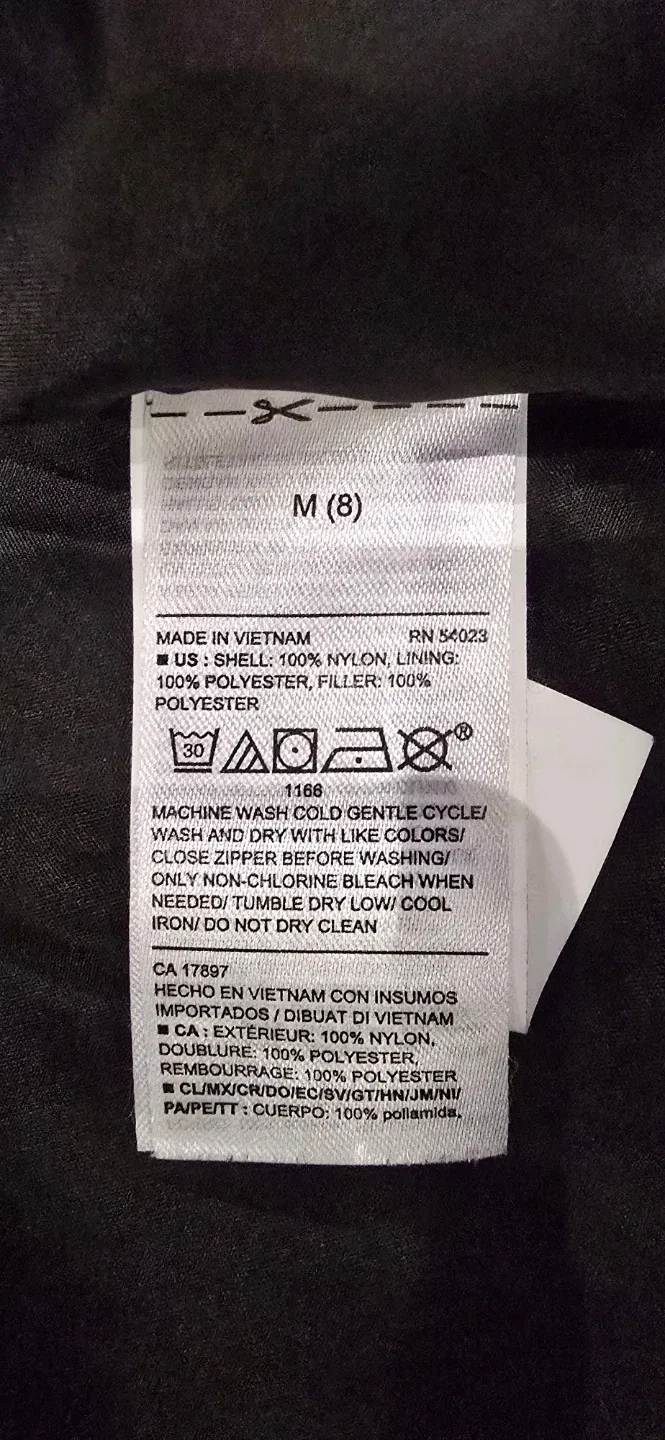 M (8)
MADE IN VIETNAM RN 54023
■ US : SHELL: 100% NYLON, LINING:
100% POLYESTER, FILLER: 100%
POLYESTER
30
®
1166
MACHINE WASH COLD GENTLE CYCLE/
WASH AND DRY WITH LIKE COLORS/
CLOSE ZIPPER BEFORE WASHING/
ONLY NON-CHLORINE BLEACH WHEN
NEEDED/ TUMBLE DRY LOW/ COOL
IRON/ DO NOT DRY CLEAN
CA 17897
HECHO EN VIETNAM CON INSUMOS
IMPORTADOS / DIBUAT DI VIETNAM
■ CA : EXTÉRIEUR: 100% NYLON,
DOUBLURE: 100% POLYESTER,
REMBOURRAGE: 100% POLYESTER
■ CL/MX/CR/DO/EC/SV/GT/HN/JM/NI/
PA/PE/TT : CUERPO: 100% poliamida,